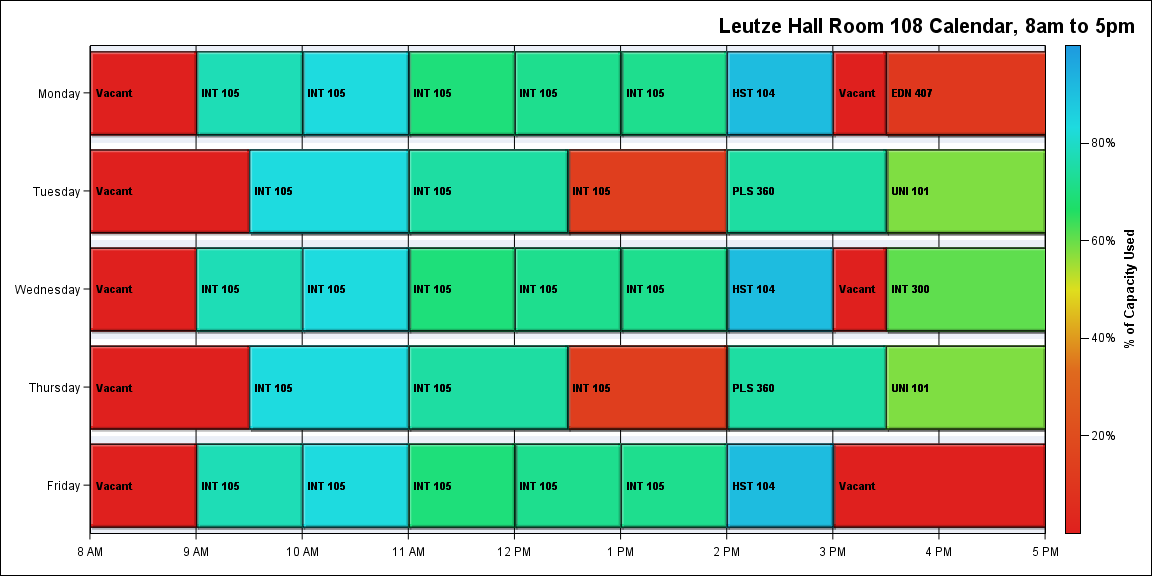 Leutze Hall Room 108 Calendar, 8am to 5pm
Monday
Vacant
INT 105
INT 105
INT 105
INT 105
INT 105
HST 104
Vacant
EDN 407
Tuesday
Vacant
INT 105
INT 105
INT 105
PLS 360
UNI 101
Wednesday
Vacant
INT 105
INT 105
INT 105
INT 105
INT 105
HST 104
Vacant
INT 300
Thursday
Vacant
INT 105
INT 105
INT 105
PLS 360
UNI 101
Friday
Vacant
INT 105
INT 105
INT 105
INT 105
INT 105
HST 104
Vacant
8 AM
9 AM
10 AM
11 AM
12 PM
1 PM
2 PM
3 PM
4 PM
5 PM
80%
60%
40%
20%
% of Capacity Used